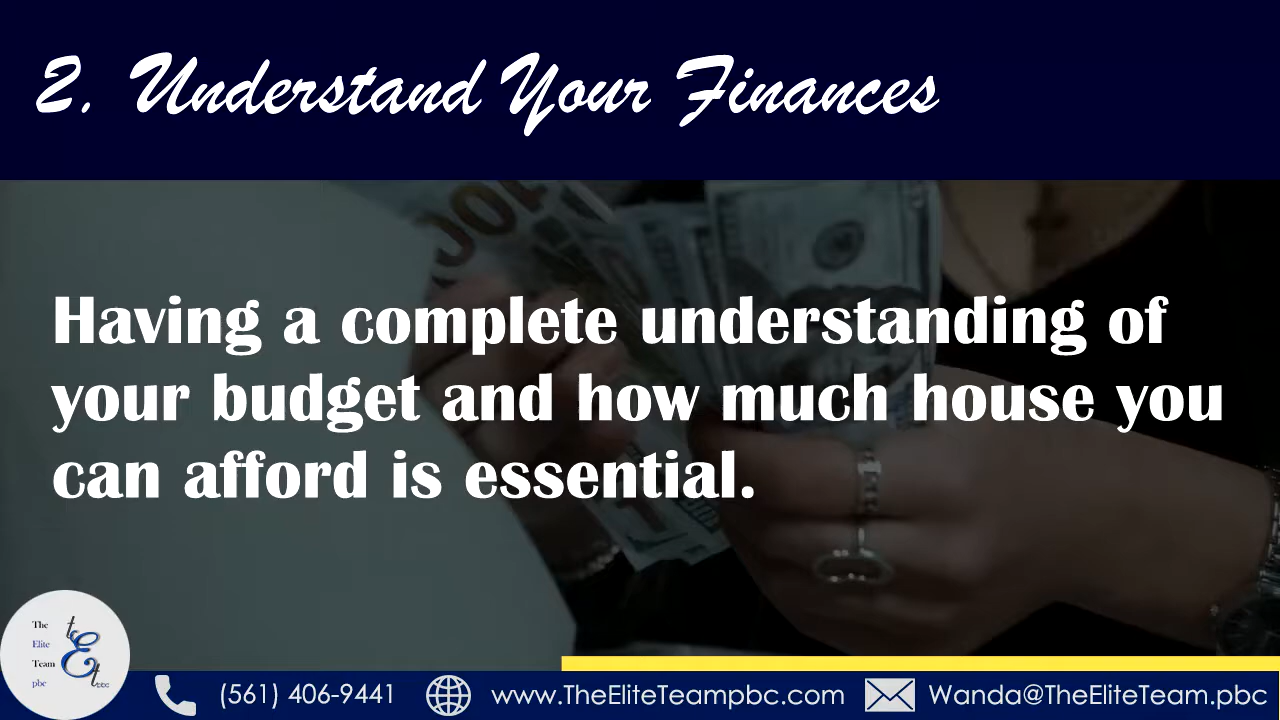 2. Understand Your Finances
Having a complete understanding of
your budget and how much house you
can afford is essential.
The
Elite
Team
pbc
(561) 406-9441
www.TheEliteTeampbc.com
Wanda@TheEliteTeam.pbc